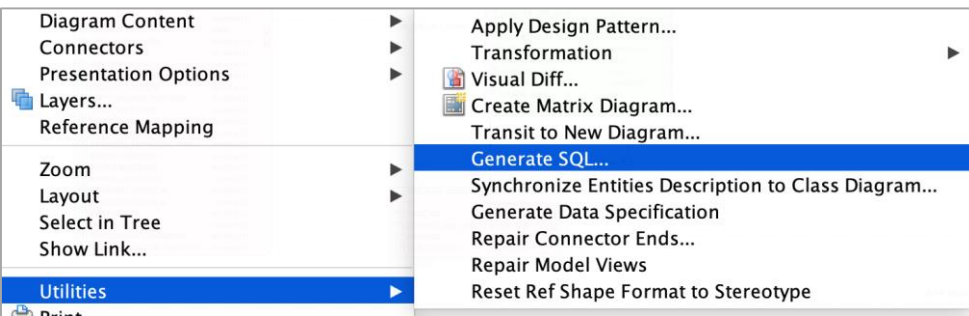 Diagram Content
Connectors
Presentation Options
Layers...
Reference Mapping
Zoom
Layout
Select in Tree
Show Link...
Utilities
Print
Apply Design Pattern...
Transformation
Visual Diff...
Create Matrix Diagram...
Transit to New Diagram...
Generate SQL...
Synchronize Entities Description to Class Diagram...
Generate Data Specification
Repair Connector Ends...
Repair Model Views
Reset Ref Shape Format to Stereotype